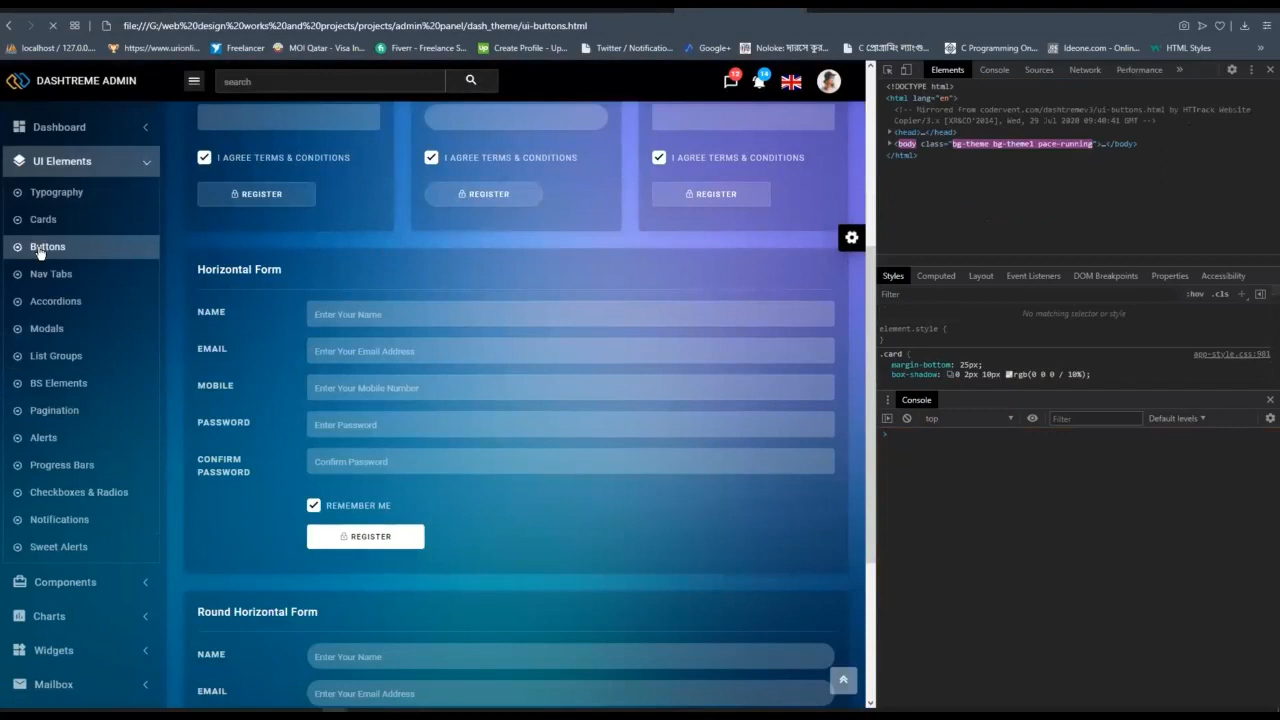 file:///G:/web%20design%20works%20and%20projects/projects/admin%20panel/dash_theme/ui-buttons.html
localhost / 127.0.0.... https://www.urionli... Freelancer MOI Qatar - Visa In... Fiverr - Freelance S... Create Profile - Up... Twitter / Notificatio... Google+ C Programing On... Ideone.com - Onlin... HTML Styles »
DASHTREME ADMIN
search
12
14
Dashboard
UI Elements
Typography
Cards
Buttons
Nav Tabs
Accordions
Modals
List Groups
BS Elements
Pagination
Alerts
Progress Bars
Checkboxes & Radios
Notifications
Sweet Alerts
Components
Charts
Widgets
Mailbox
I AGREE TERMS & CONDITIONS I AGREE TERMS & CONDITIONS I AGREE TERMS & CONDITIONS
REGISTER REGISTER REGISTER
Horizontal Form
NAME Enter Your Name
EMAIL Enter Your Email Address
MOBILE Enter Your Mobile Number
PASSWORD Enter Password
CONFIRM PASSWORD Confirm Password
REMEMBER ME
REGISTER
Round Horizontal Form
NAME Enter Your Name
EMAIL Enter Your Email Address
Elements Console Sources Network Performance »
<!DOCTYPE html>
<html lang="en">
<!-- Mirrored from codervent.com/dashtremev3/ui-buttons.html by HTTrack Website
Copier/3.x [XR&CO'2014], Wed, 29 Jul 2020 09:40:41 GMT -->
<head>…</head>
<body class="bg-theme bg-theme1 pace-running">…</body>
</html>
Styles Computed Layout Event Listeners DOM Breakpoints Properties Accessibility
Filter :hov .cls +
No matching selector or style
element.style {
}
.card { app-style.css:981
margin-bottom: 25px;
box-shadow: 0 2px 10px rgb(0 0 0 / 10%);
Console
top Filter Default levels